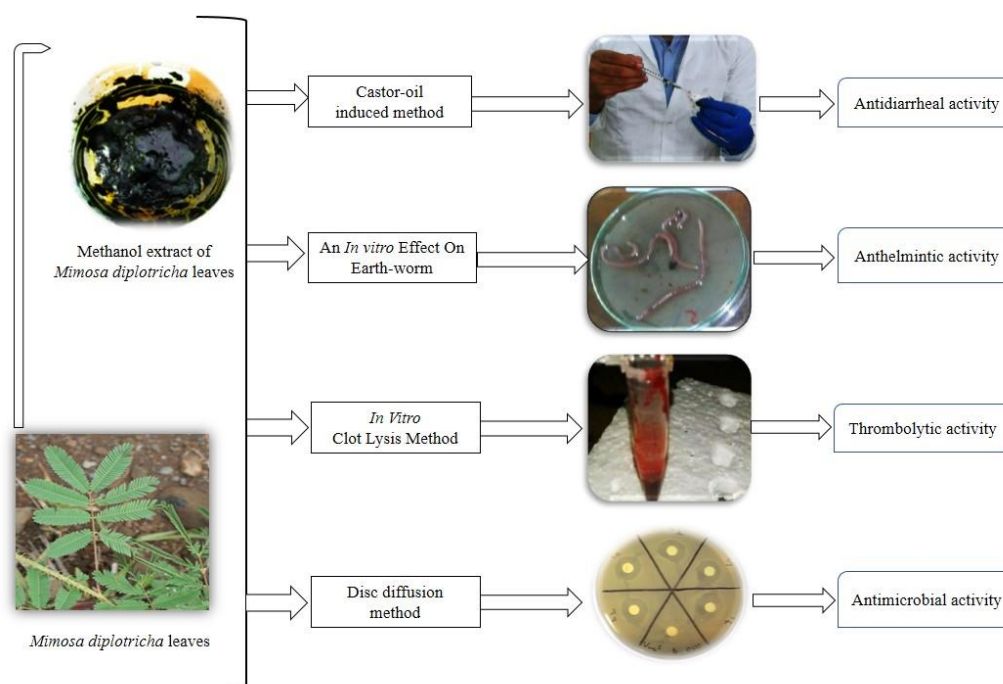 Methanol extract of
Mimosa diplotricha leaves
Mimosa diplotricha leaves
Castor-oil
induced method
Antidiarrheal activity
An In vitro Effect On
Earth-worm
Anthelmintic activity
In Vitro
Clot Lysis Method
Thrombolytic activity
Disc diffusion
method
Antimicrobial activity